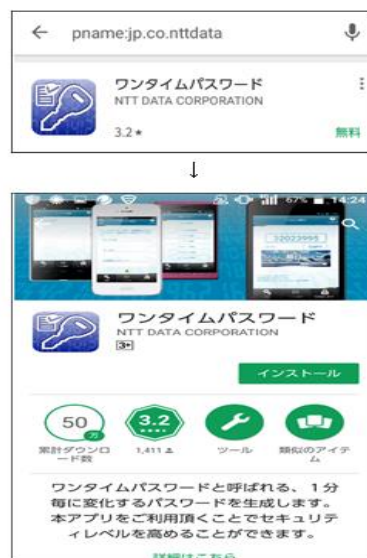 ← pname:jp.co.nttdata
ワンタイムパスワード
NTT DATA CORPORATION
3.2★
無料
↓
67% 14:24
32023995
ワンタイムパスワード
NTT DATA CORPORATION
3+
インストール
50
万
3.2
累計ダウンロ
ード数
1,411
ツール
類似のアイテ
ム
ワンタイムパスワードと呼ばれる、1分
毎に変化するパスワードを生成します。
本アプリをご利用頂くことでセキュリテ
ィレベルを高めることができます。
詳細はこちら